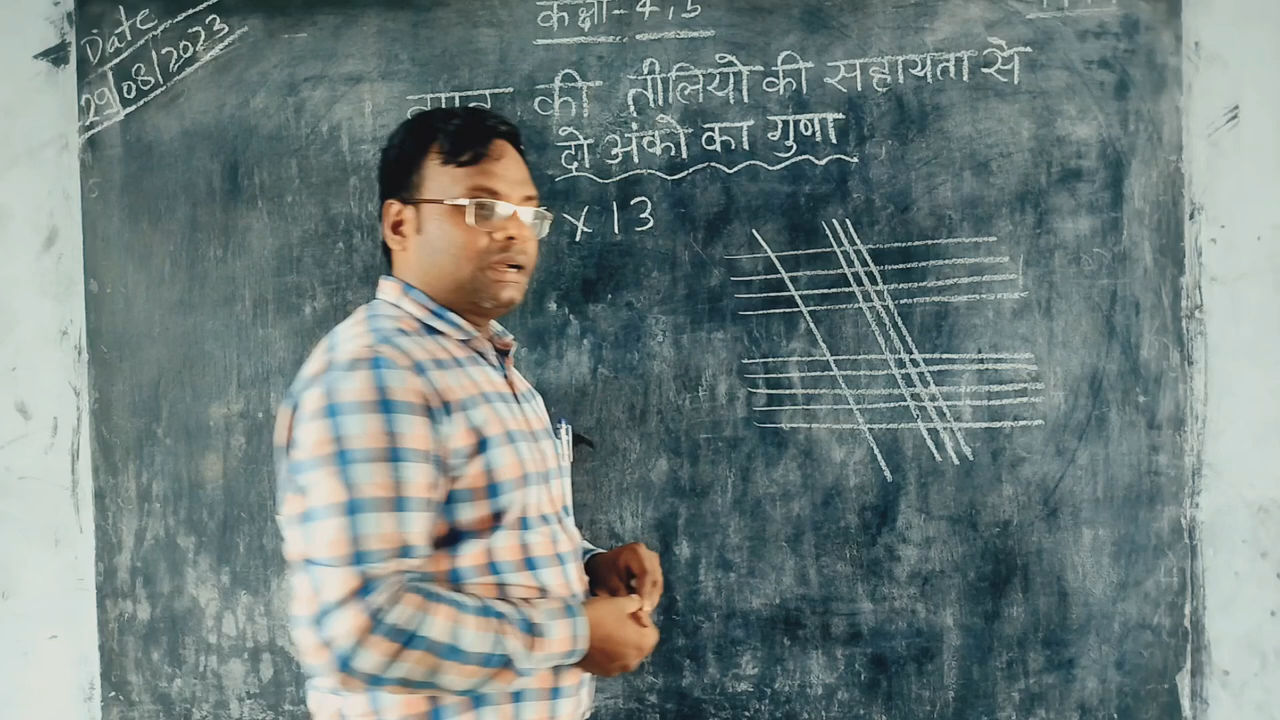 Date
29/08/2023
कक्षा-4,5
की तीलियो की सहायता से
दो अंको का गुणा
× 13